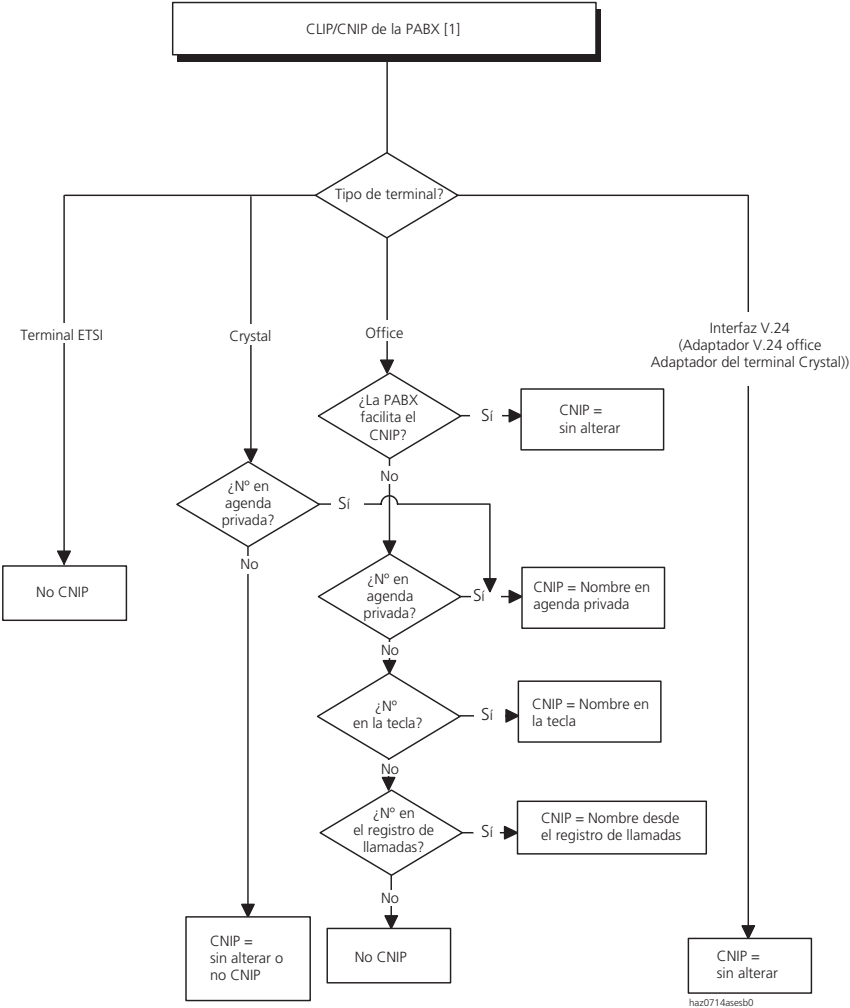 CLIP/CNIP de la PABX [1]
Tipo de terminal?
Terminal ETSI
Crystal
Office
Interfaz V.24
(Adaptador V.24 office
Adaptador del terminal Crystal))
¿La PABX
facilita el
CNIP?
Sí
CNIP =
sin alterar
No
¿Nº en
agenda
privada?
Sí
No
No CNIP
¿Nº en
agenda
privada?
Sí
CNIP = Nombre en
agenda privada
No
¿Nº
en la tecla?
Sí
CNIP = Nombre en
la tecla
No
¿Nº en
el registro de
llamadas?
Sí
CNIP = Nombre desde
el registro de llamadas
No
CNIP =
sin alterar o
no CNIP
No CNIP
CNIP =
sin alterar
haz0714asesb0